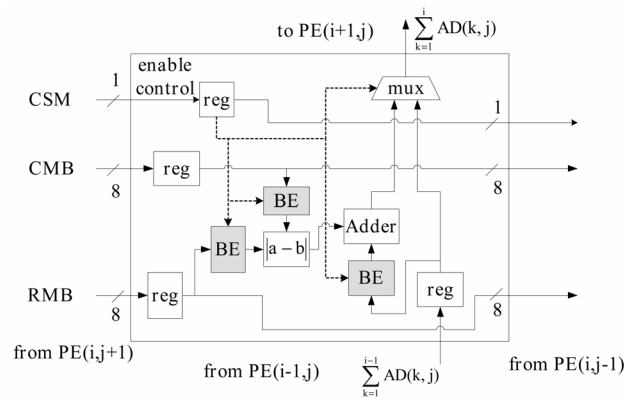 to PE(i+1,j)
i
∑ AD(k, j)
k=1
enable
control
mux
CSM
1
reg
1
CMB
8
reg
8
BE
BE
|a − b|
Adder
BE
reg
RMB
8
reg
8
from PE(i,j+1)
from PE(i-1,j)
i−1
∑ AD(k, j)
k=1
from PE(i,j-1)